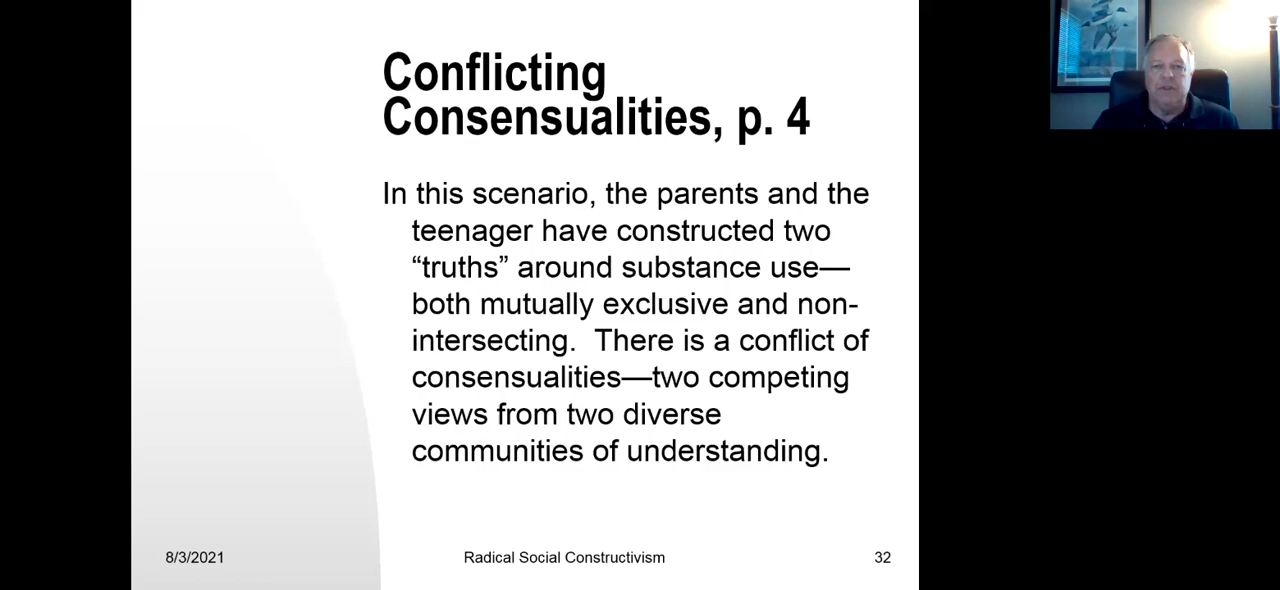 Conflicting
Consensualities, p. 4
In this scenario, the parents and the
teenager have constructed two
“truths” around substance use—
both mutually exclusive and non-
intersecting.  There is a conflict of
consensualities—two competing
views from two diverse
communities of understanding.
8/3/2021
Radical Social Constructivism
32